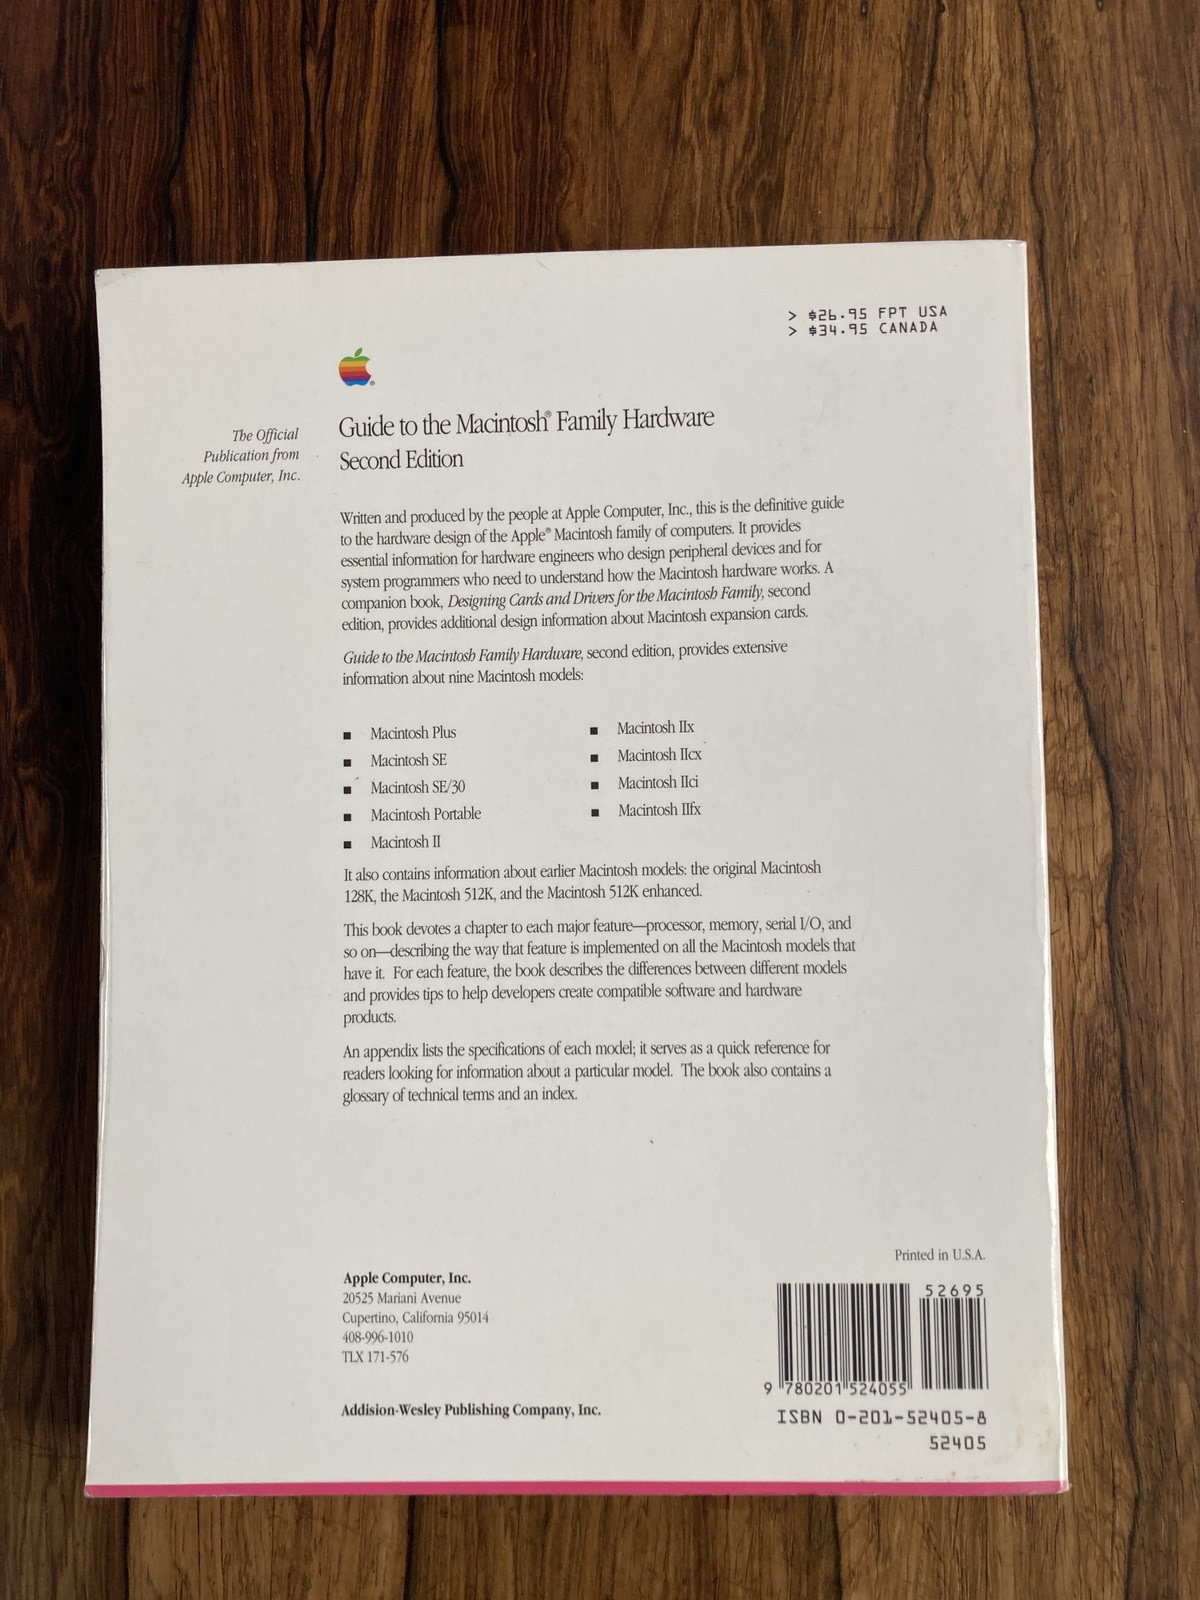 > $26.95 FPT USA
> $34.95 CANADA
The Official
Publication from
Apple Computer, Inc.
Guide to the Macintosh® Family Hardware
Second Edition
Written and produced by the people at Apple Computer, Inc., this is the definitive guide
to the hardware design of the Apple® Macintosh family of computers. It provides
essential information for hardware engineers who design peripheral devices and for
system programmers who need to understand how the Macintosh hardware works. A
companion book, Designing Cards and Drivers for the Macintosh Family, second
edition, provides additional design information about Macintosh expansion cards.
Guide to the Macintosh Family Hardware, second edition, provides extensive
information about nine Macintosh models:
■ Macintosh Plus
■ Macintosh SE
■ Macintosh SE/30
■ Macintosh Portable
■ Macintosh II
■ Macintosh IIx
■ Macintosh IIcx
■ Macintosh IIci
■ Macintosh IIfx
It also contains information about earlier Macintosh models: the original Macintosh
128K, the Macintosh 512K, and the Macintosh 512K enhanced.
This book devotes a chapter to each major feature—processor, memory, serial I/O, and
so on—describing the way that feature is implemented on all the Macintosh models that
have it. For each feature, the book describes the differences between different models
and provides tips to help developers create compatible software and hardware
products.
An appendix lists the specifications of each model; it serves as a quick reference for
readers looking for information about a particular model. The book also contains a
glossary of technical terms and an index.
Apple Computer, Inc.
20525 Mariani Avenue
Cupertino, California 95014
408-996-1010
TLX 171-576
Addision-Wesley Publishing Company, Inc.
Printed in U.S.A.
52695
9 780201 524055
ISBN 0-201-52405-8
52405